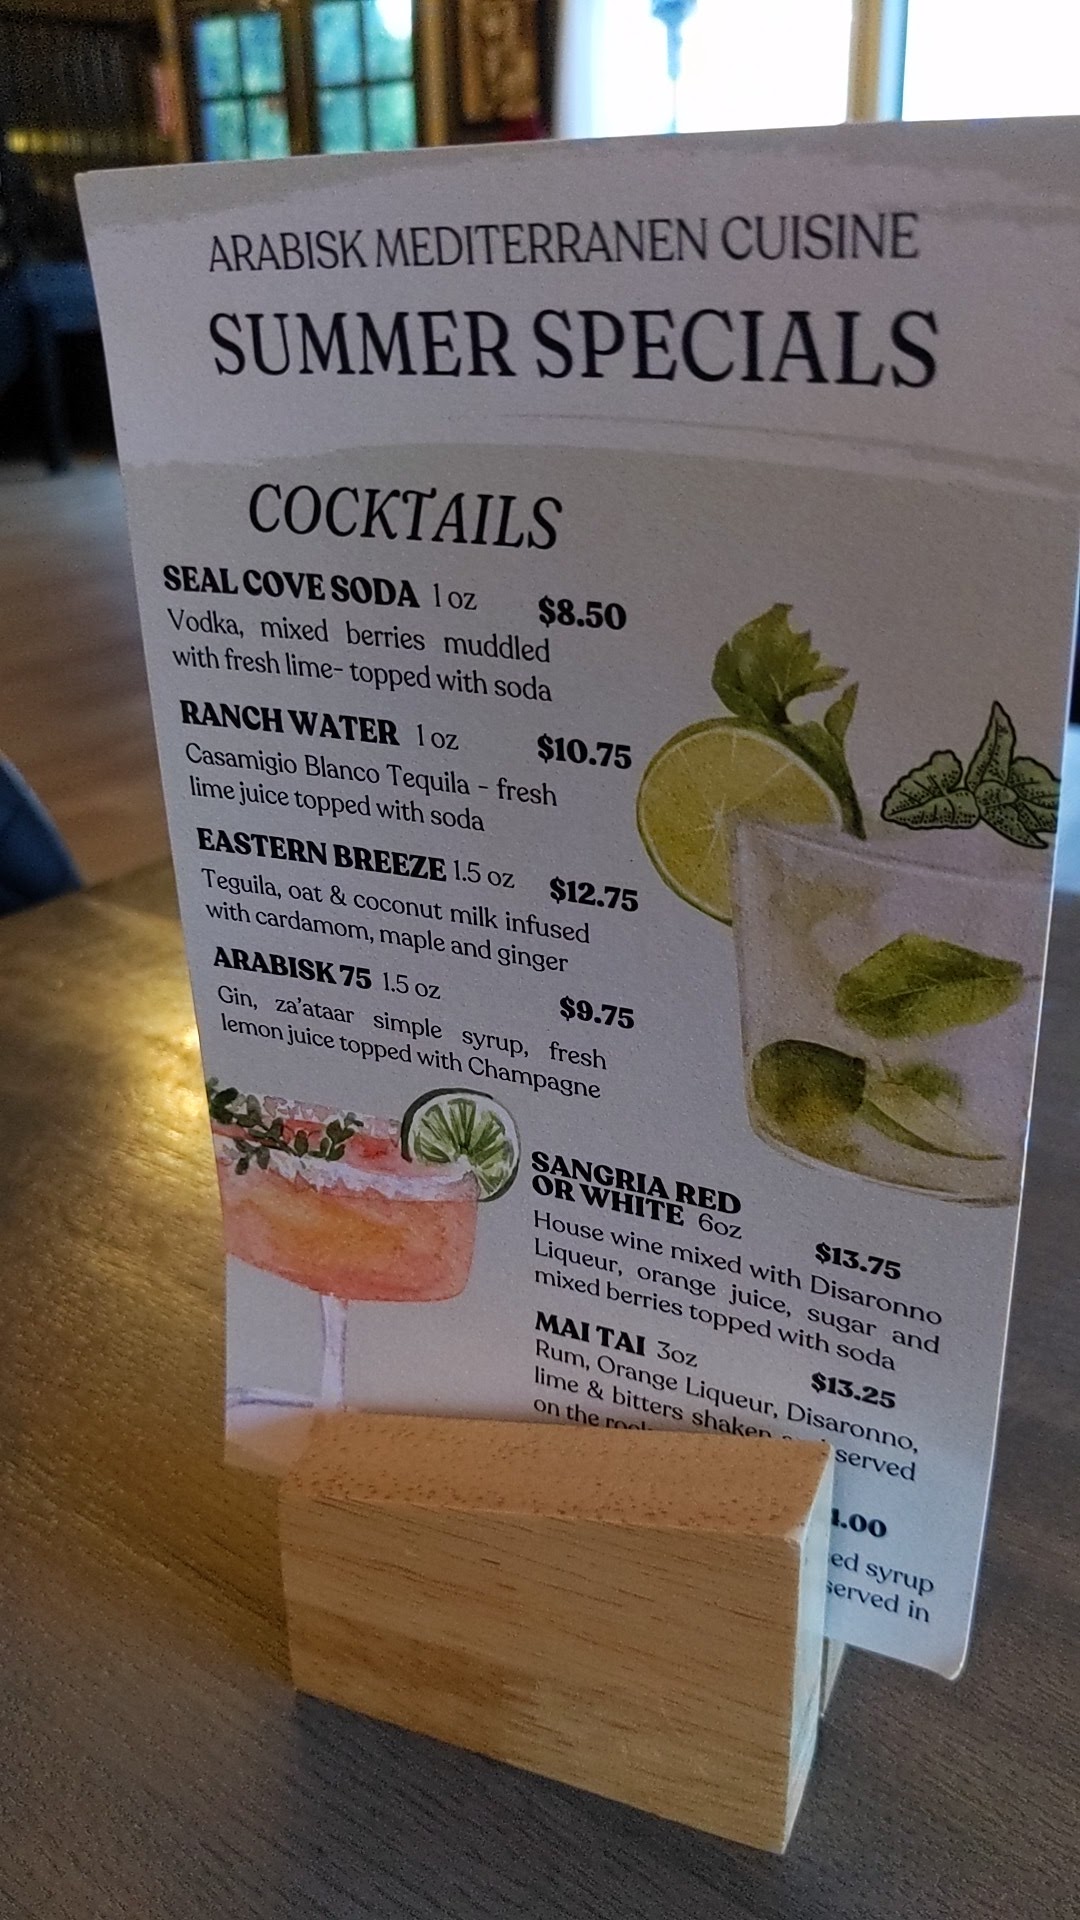 ARABISK MEDITERRANEN CUISINE
SUMMER SPECIALS
COCKTAILS
SEAL COVE SODA 1 oz $8.50
Vodka, mixed berries muddled
with fresh lime- topped with soda
RANCH WATER 1 oz $10.75
Casamigio Blanco Tequila - fresh
lime juice topped with soda
EASTERN BREEZE 1.5 oz $12.75
Teguila, oat & coconut milk infused
with cardamom, maple and ginger
ARABISK 75 1.5 oz $9.75
Gin, za'ataar simple syrup, fresh
lemon juice topped with Champagne
SANGRIA RED
OR WHITE 6oz $13.75
House wine mixed with Disaronno
Liqueur, orange juice, sugar and
mixed berries topped with soda
MAI TAI 3oz $13.25
Rum, Orange Liqueur, Disaronno,
lime & bitters shaken served
on the
.00
syrup
served in